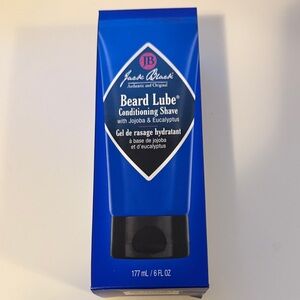 JB
Jack Black
Authentic and Original
Beard Lube®
Conditioning Shave
with Jojoba & Eucalyptus
Gel de rasage hydratant
à base de jojoba
et d'eucalyptus
177 mL / 6 FL OZ